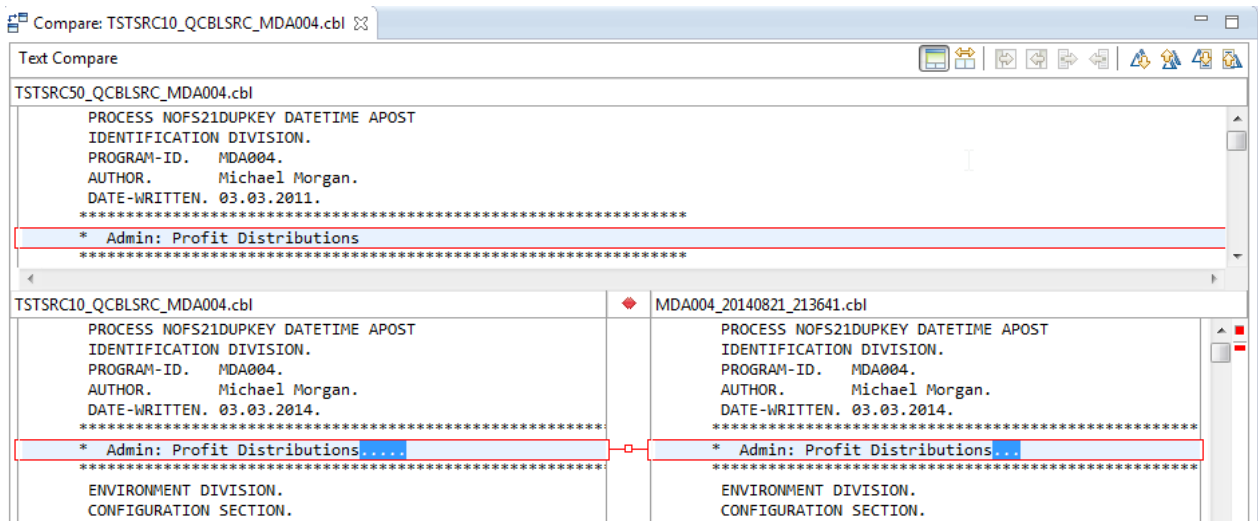 Compare: TSTSRC10_QCBLSRC_MDA004.cbl
Text Compare
TSTSRC50_QCBLSRC_MDA004.cbl
PROCESS NOFS21DUPKEY DATETIME APOST
IDENTIFICATION DIVISION.
PROGRAM-ID. MDA004.
AUTHOR. Michael Morgan.
DATE-WRITTEN. 03.03.2011.
******************************************************************
* Admin: Profit Distributions
******************************************************************
TSTSRC10_QCBLSRC_MDA004.cbl
PROCESS NOFS21DUPKEY DATETIME APOST
IDENTIFICATION DIVISION.
PROGRAM-ID. MDA004.
AUTHOR. Michael Morgan.
DATE-WRITTEN. 03.03.2014.
*********************************************************
* Admin: Profit Distributions.....
*********************************************************
ENVIRONMENT DIVISION.
CONFIGURATION SECTION.
MDA004_20140821_213641.cbl
PROCESS NOFS21DUPKEY DATETIME APOST
IDENTIFICATION DIVISION.
PROGRAM-ID. MDA004.
AUTHOR. Michael Morgan.
DATE-WRITTEN. 03.03.2014.
*****************************************************
* Admin: Profit Distributions...
*****************************************************
ENVIRONMENT DIVISION.
CONFIGURATION SECTION.